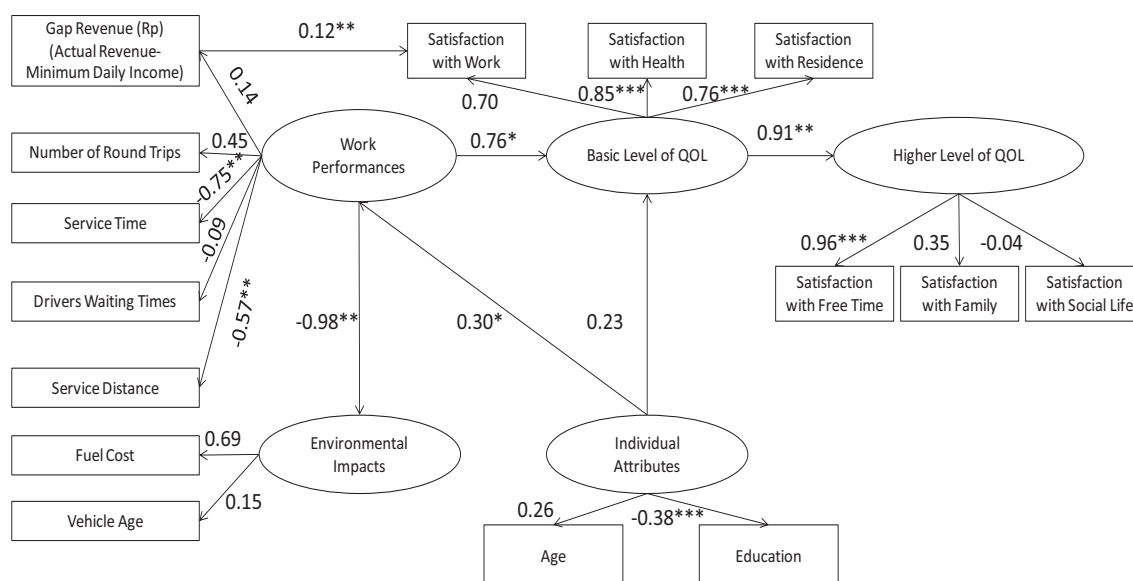 Gap Revenue (Rp)
(Actual Revenue-
Minimum Daily Income)
0.12**
Satisfaction
with Work
Satisfaction
with Health
Satisfaction
with Residence
0.14
0.70
0.85***
0.76***
Number of Round Trips
0.45
Work
Performances
0.76*
Basic Level of QOL
0.91**
Higher Level of QOL
-0.75**
Service Time
-0.09
0.96***
0.35
-0.04
Satisfaction
with Free Time
Satisfaction
with Family
Satisfaction
with Social Life
Drivers Waiting Times
-0.57**
-0.98**
0.30*
0.23
Service Distance
Fuel Cost
0.69
Environmental
Impacts
Individual
Attributes
Vehicle Age
0.15
0.26
-0.38***
Age
Education